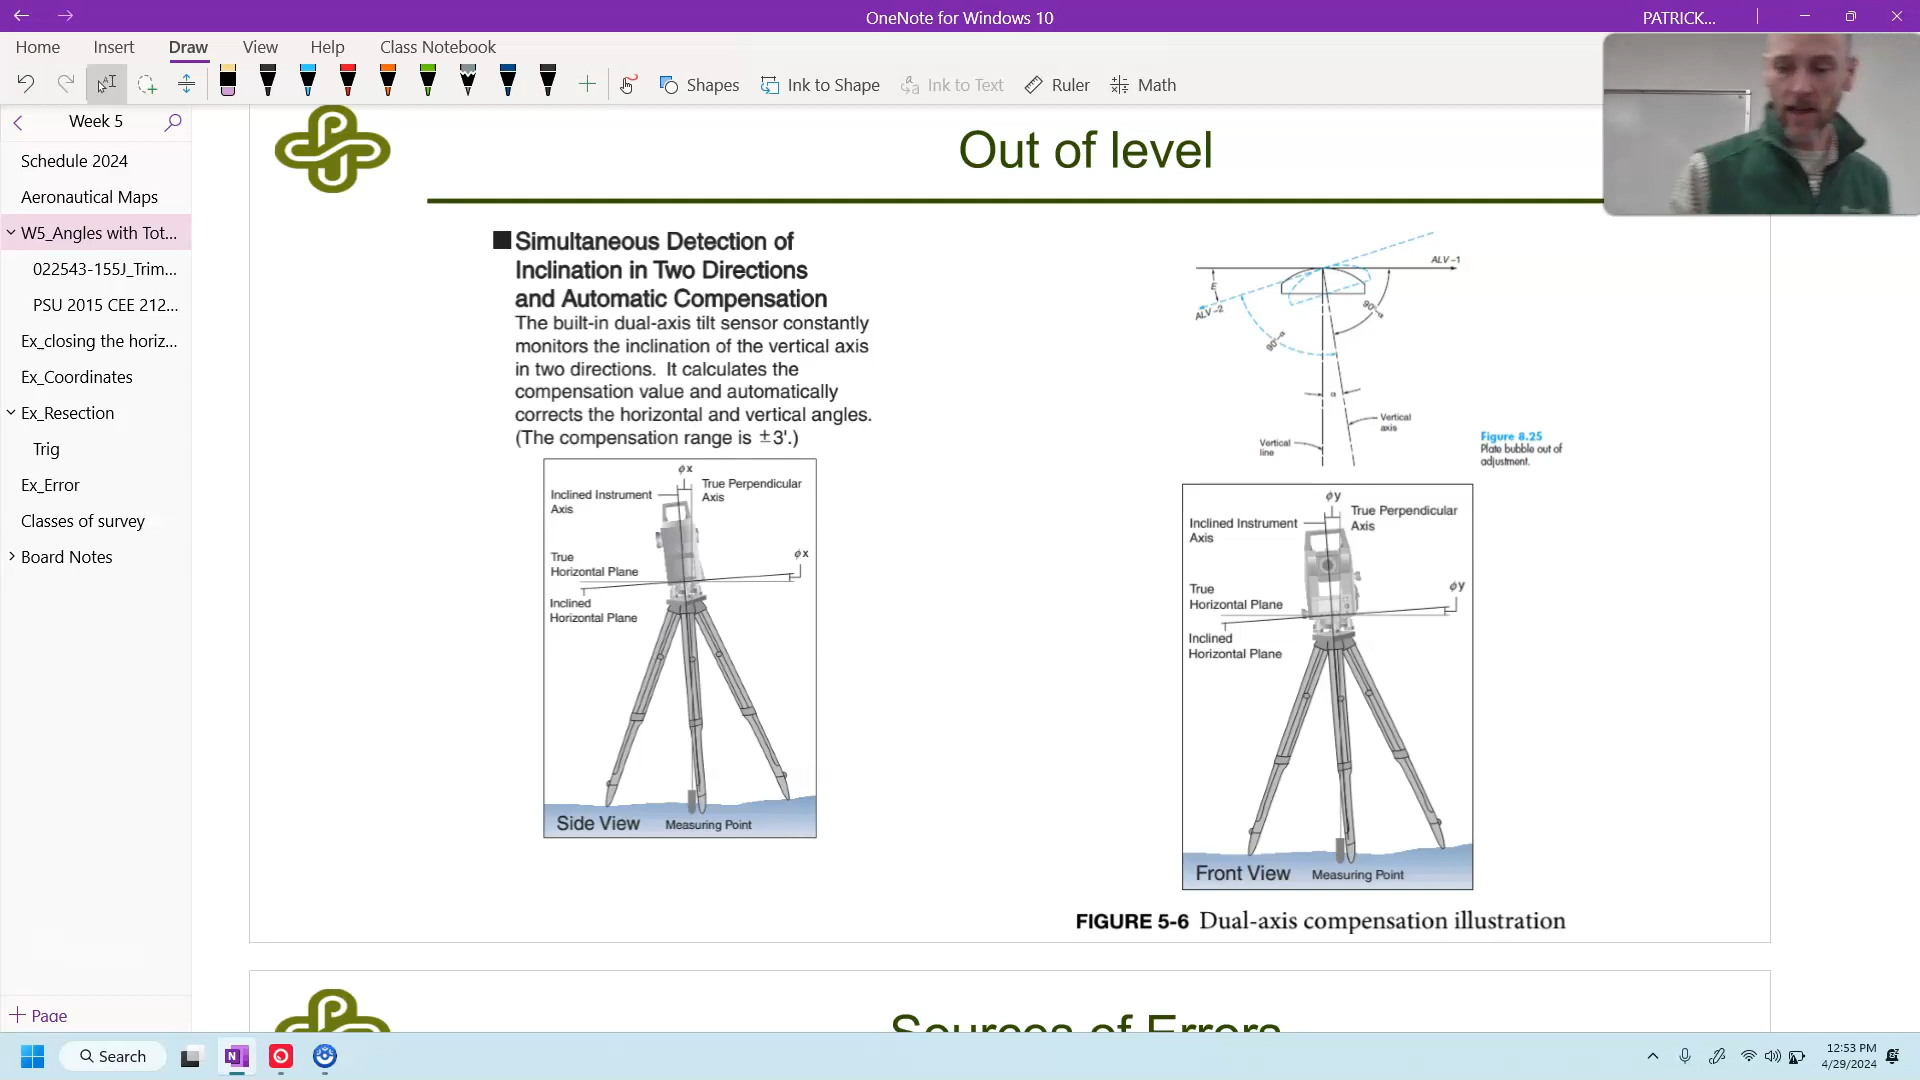 OneNote for Windows 10
PATRICK...
Home
Insert
Draw
View
Help
Class Notebook
Shapes
Ink to Shape
Ink to Text
Ruler
Math
Week 5
Schedule 2024
Aeronautical Maps
W5_Angles with Tot...
022543-155J_Trim...
PSU 2015 CEE 212...
Ex_closing the horiz...
Ex_Coordinates
Ex_Resection
Trig
Ex_Error
Classes of survey
Board Notes
Page
Out of level
Simultaneous Detection of
Inclination in Two Directions
and Automatic Compensation
The built-in dual-axis tilt sensor constantly
monitors the inclination of the vertical axis
in two directions. It calculates the
compensation value and automatically
corrects the horizontal and vertical angles.
(The compensation range is ±3'.)
ϕx
Inclined Instrument
Axis
True Perpendicular
Axis
ϕx
True
Horizontal Plane
Inclined
Horizontal Plane
Side View
Measuring Point
ALV-1
E
ALV-2
90°-α
90°-α
α
Vertical
axis
Vertical
line
Figure 8.25
Plate bubble out of
adjustment.
ϕy
Inclined Instrument
Axis
True Perpendicular
Axis
ϕy
True
Horizontal Plane
Inclined
Horizontal Plane
Front View
Measuring Point
FIGURE 5-6 Dual-axis compensation illustration
Sources of Errors
Search
12:53 PM
4/29/2024